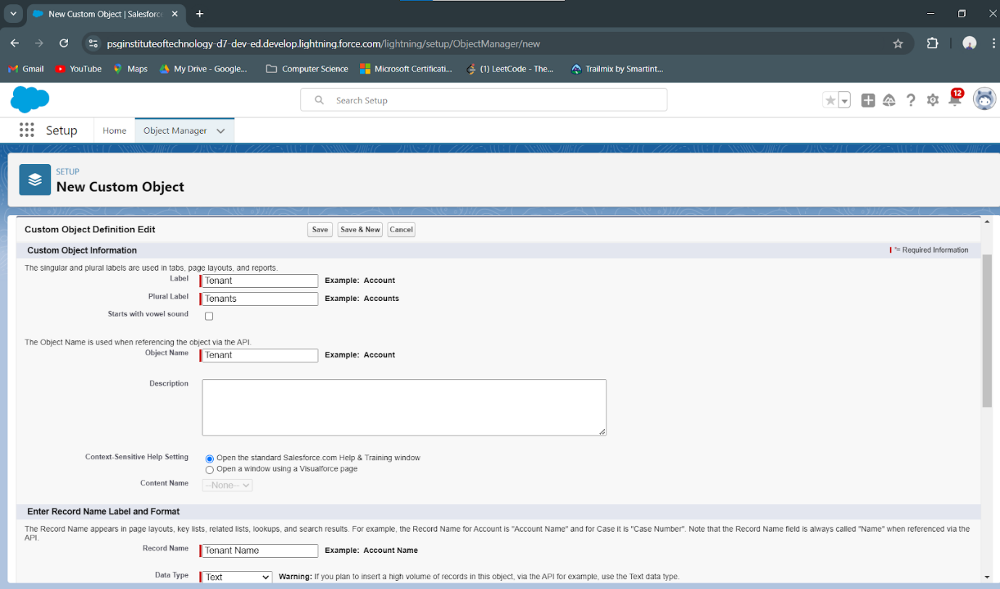 New Custom Object | Salesforc
psginstituteoftechnology-d7-dev-ed.develop.lightning.force.com/lightning/setup/ObjectManager/new
Gmail YouTube Maps My Drive - Google... Computer Science Microsoft Certificati... (1) LeetCode - The... Trailmix by Smartint...
Search Setup 12
Setup Home Object Manager
SETUP
New Custom Object
Custom Object Definition Edit Save Save & New Cancel
Custom Object Information *= Required Information
The singular and plural labels are used in tabs, page layouts, and reports.
Label Tenant Example: Account
Plural Label Tenants Example: Accounts
Starts with vowel sound
The Object Name is used when referencing the object via the API.
Object Name Tenant Example: Account
Description
Context-Sensitive Help Setting Open the standard Salesforce.com Help & Training window
Open a window using a Visualforce page
Content Name --None--
Enter Record Name Label and Format
The Record Name appears in page layouts, key lists, related lists, lookups, and search results. For example, the Record Name for Account is "Account Name" and for Case it is "Case Number". Note that the Record Name field is always called "Name" when referenced via the
API.
Record Name Tenant Name Example: Account Name
Data Type Text Warning: If you plan to insert a high volume of records in this object, via the API for example, use the Text data type.